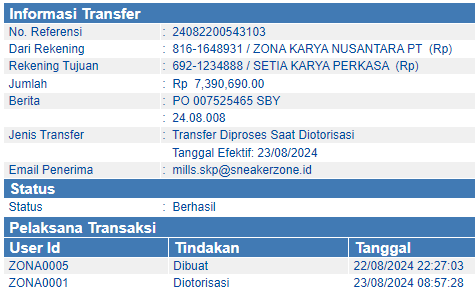 Informasi Transfer
No. Referensi : 24082200543103
Dari Rekening : 816-1648931 / ZONA KARYA NUSANTARA PT (Rp)
Rekening Tujuan : 692-1234888 / SETIA KARYA PERKASA (Rp)
Jumlah : Rp 7,390,690.00
Berita : PO 007525465 SBY
: 24.08.008
Jenis Transfer : Transfer Diproses Saat Diotorisasi
Tanggal Efektif: 23/08/2024
Email Penerima : mills.skp@sneakerzone.id
Status
Status : Berhasil
Pelaksana Transaksi
User Id Tindakan Tanggal
ZONA0005 Dibuat 22/08/2024 22:27:03
ZONA0001 Diotorisasi 23/08/2024 08:57:28